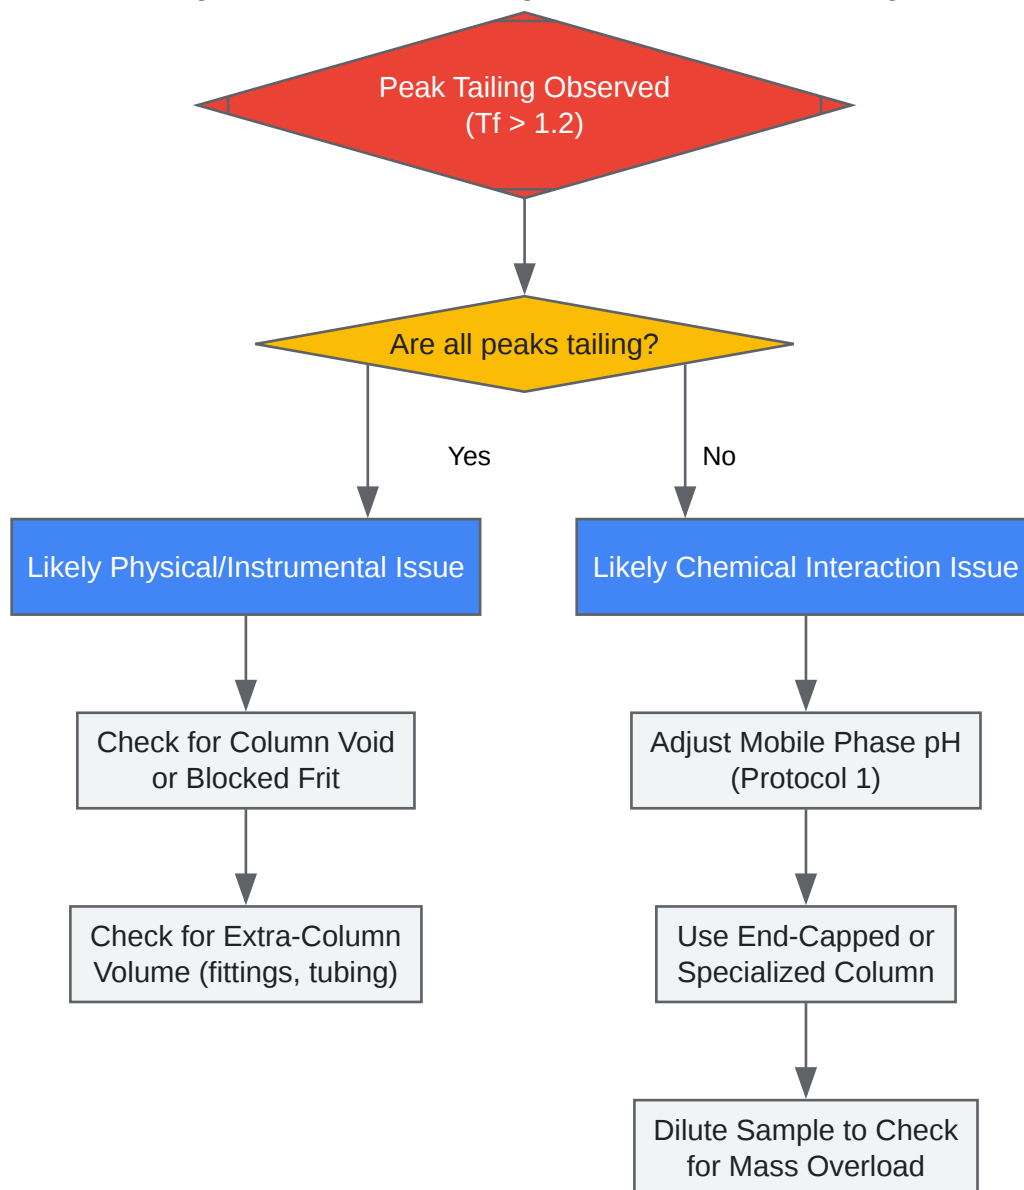 Peak Tailing Observed
(Tf > 1.2)
Are all peaks tailing?
Yes
No
Likely Physical/Instrumental Issue
Likely Chemical Interaction Issue
Check for Column Void
or Blocked Frit
Adjust Mobile Phase pH
(Protocol 1)
Check for Extra-Column
Volume (fittings, tubing)
Use End-Capped or
Specialized Column
Dilute Sample to Check
for Mass Overload